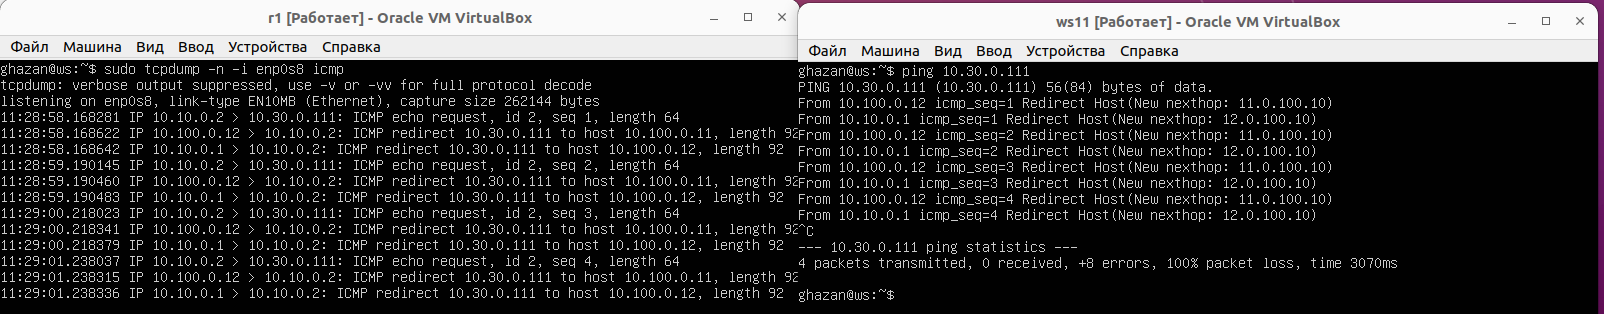 r1 [Работает] - Oracle VM VirtualBox
Файл Машина Вид Ввод Устройства Справка
ghazan@ws:~$ sudo tcpdump -n -i enp0s8 icmp
tcpdump: verbose output suppressed, use -v or -vv for full protocol decode
listening on enp0s8, link-type EN10MB (Ethernet), capture size 262144 bytes
11:28:58.168281 IP 10.10.0.2 > 10.30.0.111: ICMP echo request, id 2, seq 1, length 64
11:28:58.168622 IP 10.100.0.12 > 10.10.0.2: ICMP redirect 10.30.0.111 to host 10.100.0.11, length 92
11:28:58.168642 IP 10.10.0.1 > 10.10.0.2: ICMP redirect 10.30.0.111 to host 10.100.0.12, length 92
11:28:59.190145 IP 10.10.0.2 > 10.30.0.111: ICMP echo request, id 2, seq 2, length 64
11:28:59.190460 IP 10.100.0.12 > 10.10.0.2: ICMP redirect 10.30.0.111 to host 10.100.0.11, length 92
11:28:59.190483 IP 10.10.0.1 > 10.10.0.2: ICMP redirect 10.30.0.111 to host 10.100.0.12, length 92
11:29:00.218023 IP 10.10.0.2 > 10.30.0.111: ICMP echo request, id 2, seq 3, length 64
11:29:00.218341 IP 10.100.0.12 > 10.10.0.2: ICMP redirect 10.30.0.111 to host 10.100.0.11, length 92
11:29:00.218379 IP 10.10.0.1 > 10.10.0.2: ICMP redirect 10.30.0.111 to host 10.100.0.12, length 92
11:29:01.238037 IP 10.10.0.2 > 10.30.0.111: ICMP echo request, id 2, seq 4, length 64
11:29:01.238315 IP 10.100.0.12 > 10.10.0.2: ICMP redirect 10.30.0.111 to host 10.100.0.11, length 92
11:29:01.238336 IP 10.10.0.1 > 10.10.0.2: ICMP redirect 10.30.0.111 to host 10.100.0.12, length 92
ws11 [Работает] - Oracle VM VirtualBox
Файл Машина Вид Ввод Устройства Справка
ghazan@ws:~$ ping 10.30.0.111
PING 10.30.0.111 (10.30.0.111) 56(84) bytes of data.
From 10.100.0.12 icmp_seq=1 Redirect Host(New nexthop: 11.0.100.10)
From 10.10.0.1 icmp_seq=1 Redirect Host(New nexthop: 12.0.100.10)
From 10.100.0.12 icmp_seq=2 Redirect Host(New nexthop: 11.0.100.10)
From 10.10.0.1 icmp_seq=2 Redirect Host(New nexthop: 12.0.100.10)
From 10.100.0.12 icmp_seq=3 Redirect Host(New nexthop: 11.0.100.10)
From 10.10.0.1 icmp_seq=3 Redirect Host(New nexthop: 12.0.100.10)
From 10.100.0.12 icmp_seq=4 Redirect Host(New nexthop: 11.0.100.10)
From 10.10.0.1 icmp_seq=4 Redirect Host(New nexthop: 12.0.100.10)
^C
--- 10.30.0.111 ping statistics ---
4 packets transmitted, 0 received, +8 errors, 100% packet loss, time 3070ms
ghazan@ws:~$